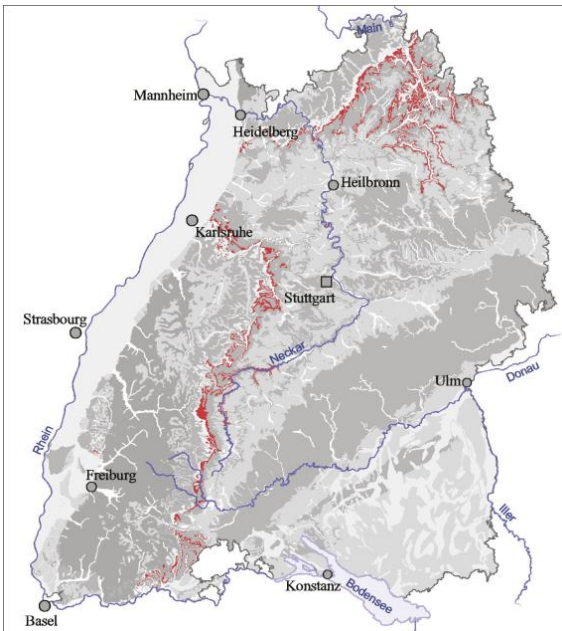 Main
Mannheim
Heidelberg
Heilbronn
Karlsruhe
Stuttgart
Strasbourg
Neckar
Ulm
Donau
Rhein
Freiburg
Iller
Konstanz
Bodensee
Basel